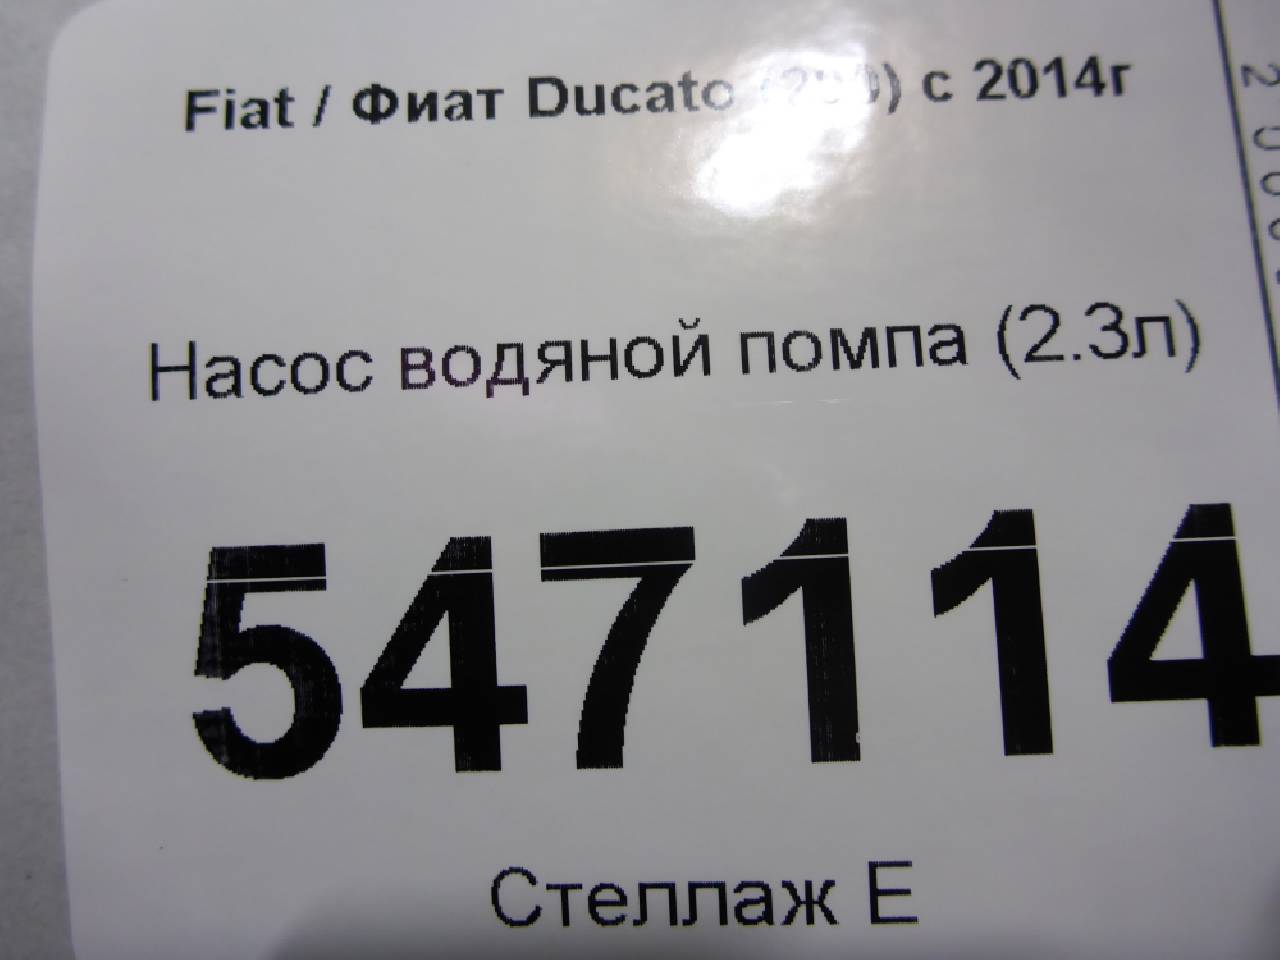 Fiat / Фиат Ducato с 2014г
Насос водяной помпа (2.3л)
547114
Стеллаж Е